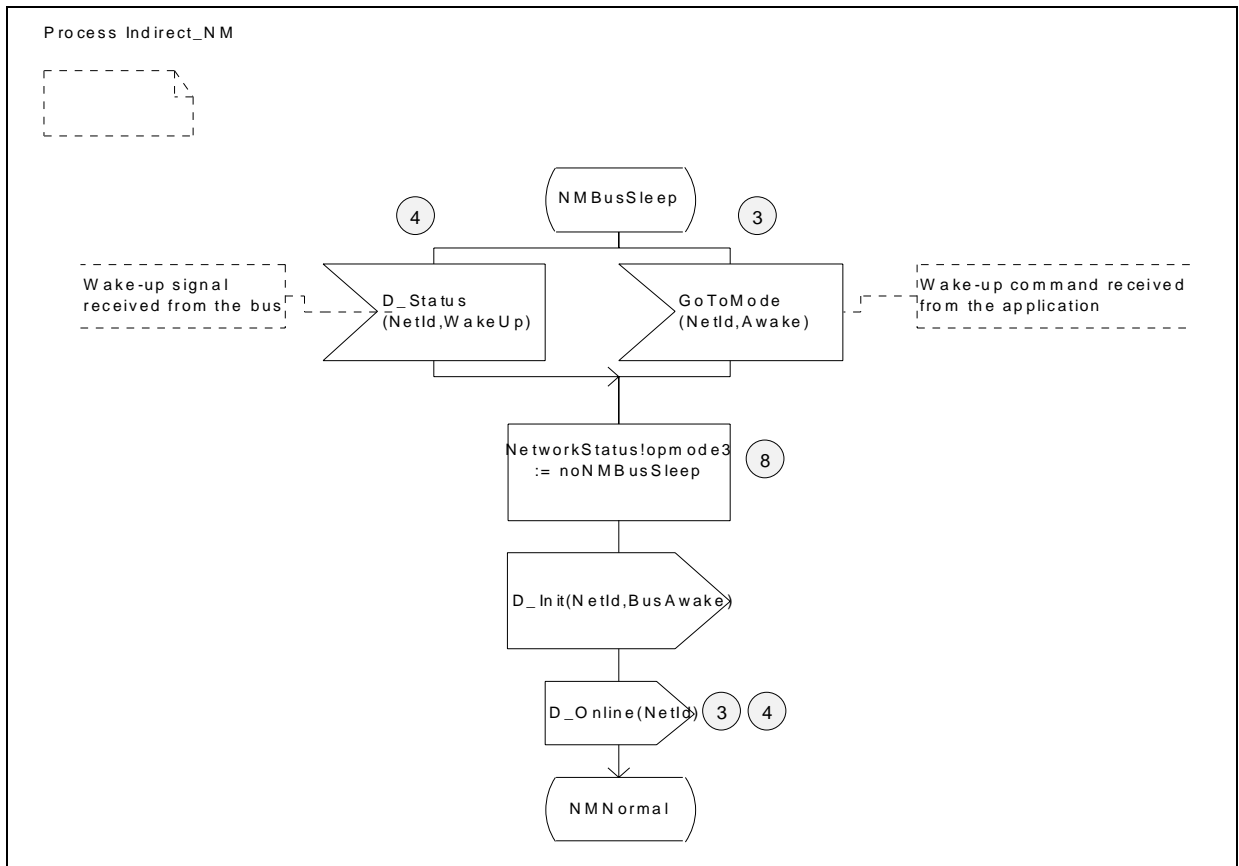 Process Indirect_NM
NMBusSleep
4
3
Wake-up signal
received from the bus
D_Status
(NetId,WakeUp)
GoToMode
(NetId,Awake)
Wake-up command received
from the application
NetworkStatus!opmode3
:= noNMBusSleep
8
D_Init(NetId,BusAwake)
D_Online(NetId)
3
4
NMNormal